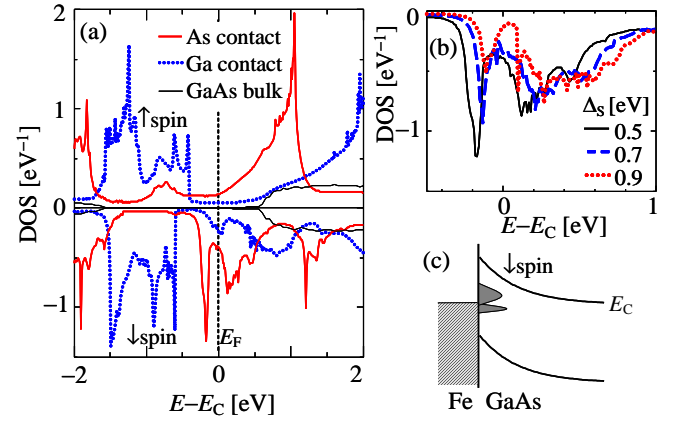 (a)
As contact
Ga contact
GaAs bulk
↑spin
↓spin
E_F
DOS [eV⁻¹]
2
1
0
−1
−2
−1
0
1
2
E−E_C [eV]
(b)
DOS [eV⁻¹]
0
−1
0
1
E−E_C [eV]
Δ_S [eV]
0.5
0.7
0.9
(c)
↓spin
E_C
Fe GaAs